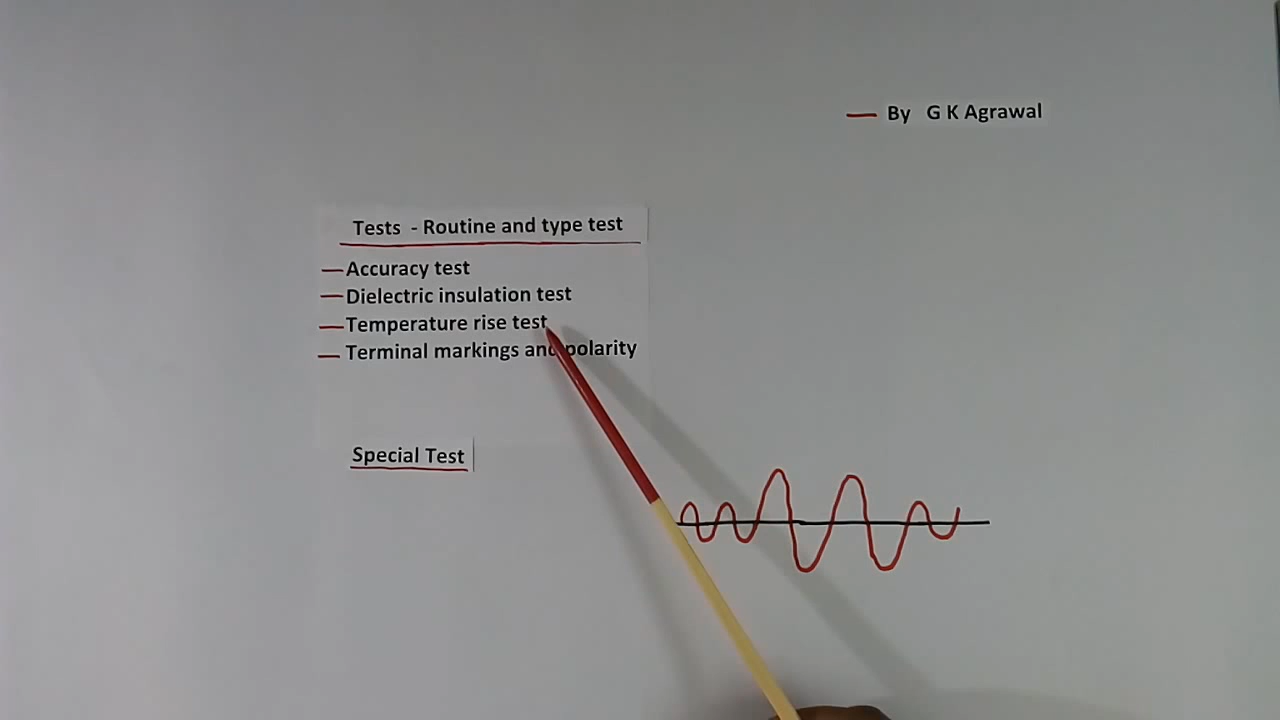 By G K Agrawal
Tests - Routine and type test
Accuracy test
Dielectric insulation test
Temperature rise test
Terminal markings and polarity
Special Test